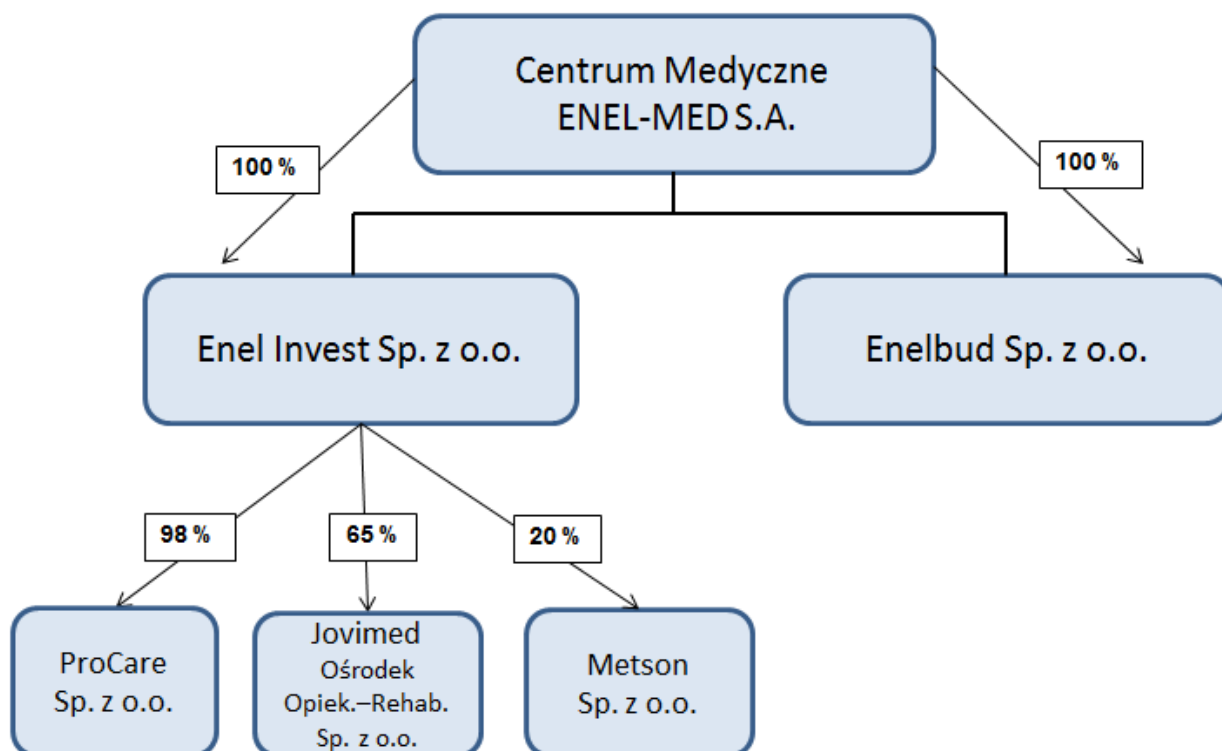 Centrum Medyczne
ENEL-MED S.A.
100 %
100 %
Enel Invest Sp. z o.o.
Enelbud Sp. z o.o.
98 %
65 %
20 %
ProCare
Sp. z o.o.
Jovimed
Ośrodek
Opiek.–Rehab.
Sp. z o.o.
Metson
Sp. z o.o.